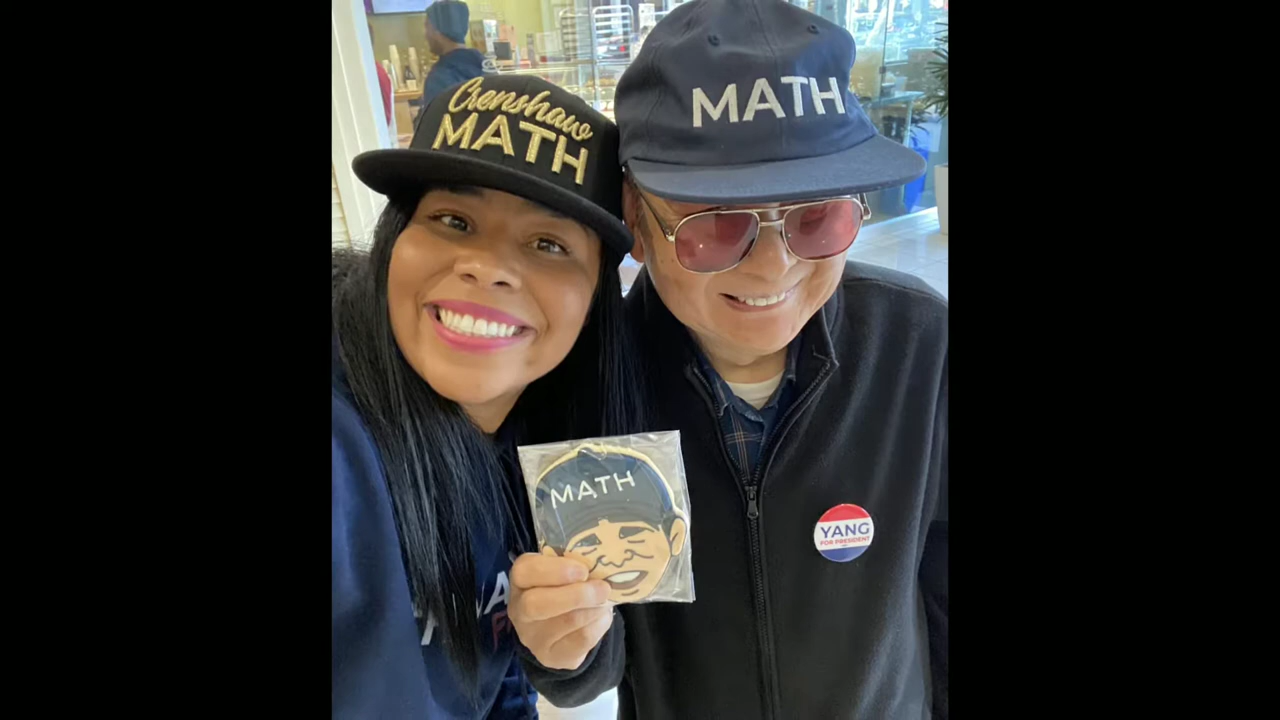 Crenshaw
MATH
MATH
MATH
YANG
FOR PRESIDENT